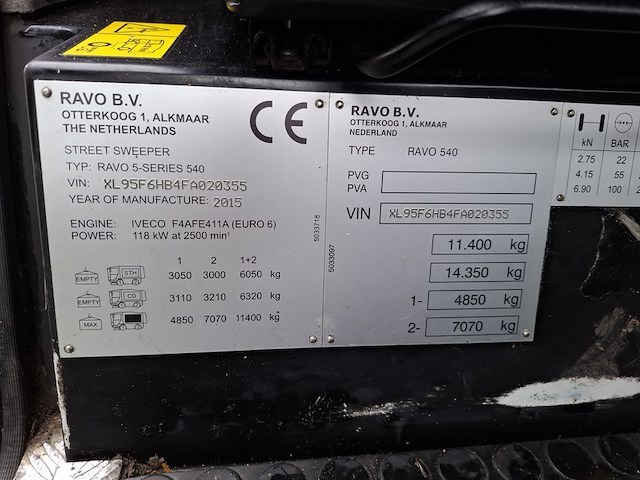 RAVO B.V.
OTTERKOOG 1, ALKMAAR
THE NETHERLANDS
CE
STREET SWEEPER
TYP: RAVO 5-SERIES 540
VIN: XL95F6HB4FA020355
YEAR OF MANUFACTURE: 2015
ENGINE: IVECO F4AFE411A (EURO 6)
POWER: 118 kW at 2500 min¹
1 2 1+2
EMPTY STH 3050 3000 6050 kg
EMPTY CD 3110 3210 6320 kg
MAX 4850 7070 11400 kg
5033718
RAVO B.V.
OTTERKOOG 1, ALKMAAR
NEDERLAND
TYPE RAVO 540
PVG
PVA
VIN XL95F6HB4FA020355
11.400 kg
14.350 kg
1- 4850 kg
2- 7070 kg
5033097
kN BAR
2.75 22
4.15 55
6.90 100